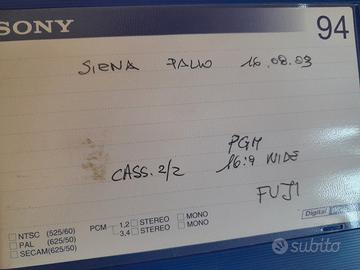 SONY 94
SIENA PALIO 16.08.03
PGM
CASS. 2/2 16:9 WIDE
FUJI
Digital
NTSC (525/60) PCM 1,2 STEREO MONO
PAL (625/50) 3,4 STEREO MONO
SECAM (625/50)
subito